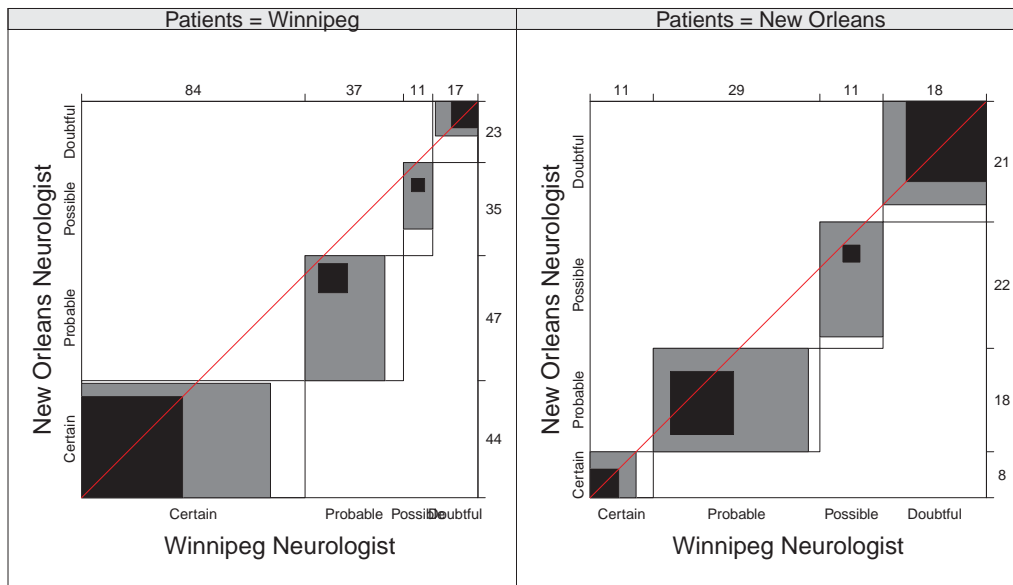 Patients = Winnipeg
84 37 11 17
New Orleans Neurologist
Doubtful
Possible
Probable
Certain
23
35
47
44
Certain Probable Possible Doubtful
Winnipeg Neurologist
Patients = New Orleans
11 29 11 18
New Orleans Neurologist
Doubtful
Possible
Probable
Certain
21
22
18
8
Certain Probable Possible Doubtful
Winnipeg Neurologist